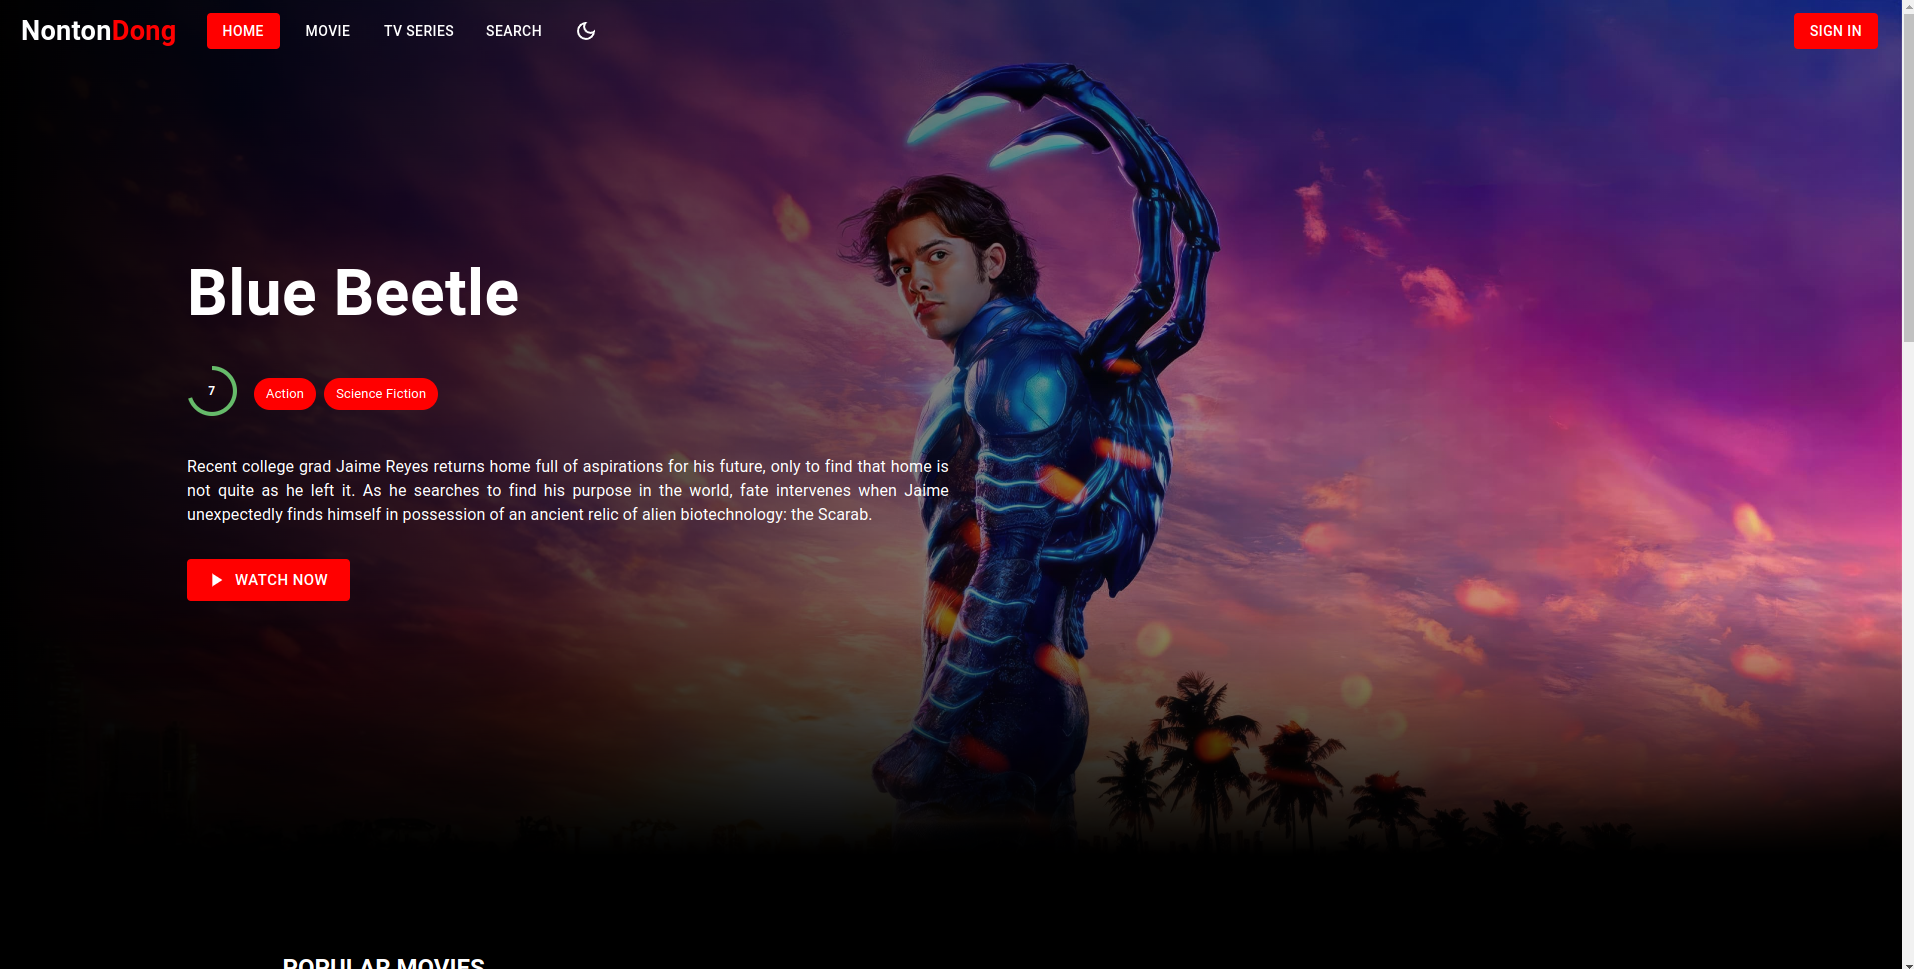 NontonDong HOME MOVIE TV SERIES SEARCH SIGN IN
Blue Beetle
7 Action Science Fiction
Recent college grad Jaime Reyes returns home full of aspirations for his future, only to find that home is
not quite as he left it. As he searches to find his purpose in the world, fate intervenes when Jaime
unexpectedly finds himself in possession of an ancient relic of alien biotechnology: the Scarab.
WATCH NOW
POPULAR MOVIES